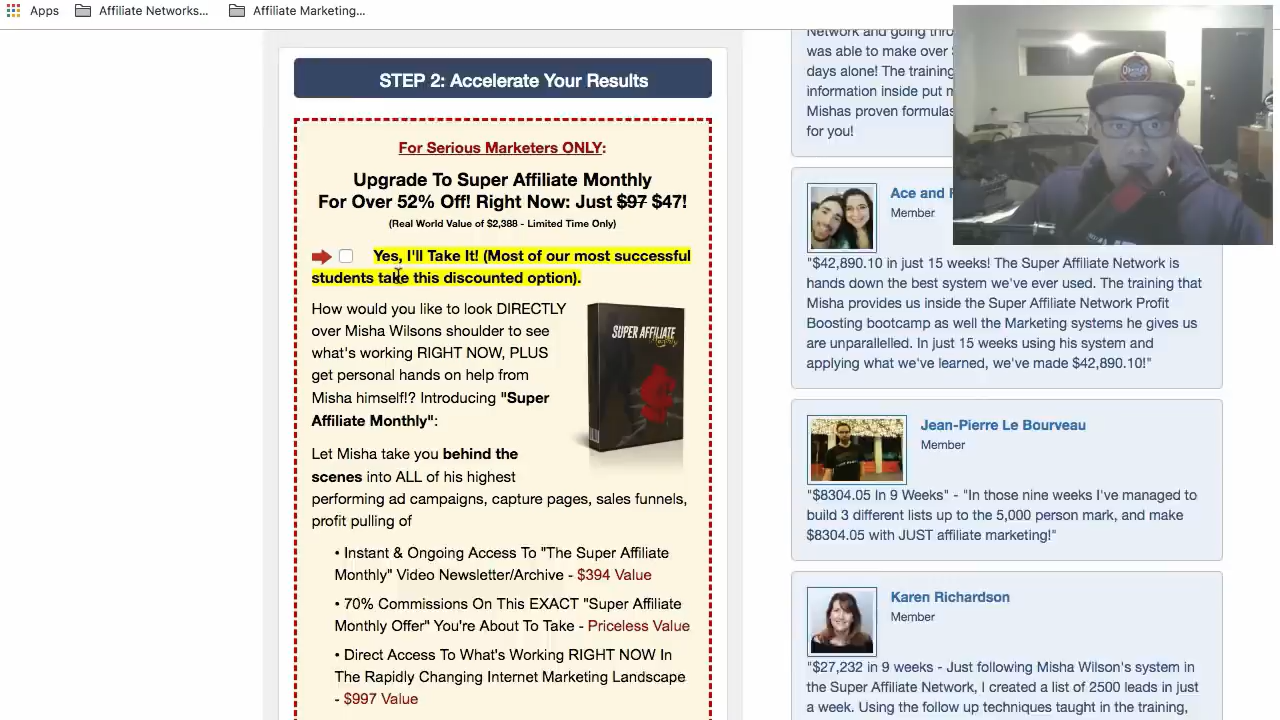 Apps
Affiliate Networks...
Affiliate Marketing...
STEP 2: Accelerate Your Results
For Serious Marketers ONLY:
Upgrade To Super Affiliate Monthly
For Over 52% Off! Right Now: Just $97 $47!
(Real World Value of $2,388 - Limited Time Only)
Yes, I'll Take It! (Most of our most successful
students take this discounted option).
How would you like to look DIRECTLY
over Misha Wilsons shoulder to see
what's working RIGHT NOW, PLUS
get personal hands on help from
Misha himself!? Introducing "Super
Affiliate Monthly":
SUPER AFFILIATE
Monthly
Let Misha take you behind the
scenes into ALL of his highest
performing ad campaigns, capture pages, sales funnels,
profit pulling of
• Instant & Ongoing Access To "The Super Affiliate
Monthly" Video Newsletter/Archive - $394 Value
• 70% Commissions On This EXACT "Super Affiliate
Monthly Offer" You're About To Take - Priceless Value
• Direct Access To What's Working RIGHT NOW In
The Rapidly Changing Internet Marketing Landscape
- $997 Value
Network and going throu
was able to make over
days alone! The training
information inside put m
Mishas proven formulas
for you!
Ace and
Member
"$42,890.10 in just 15 weeks! The Super Affiliate Network is
hands down the best system we've ever used. The training that
Misha provides us inside the Super Affiliate Network Profit
Boosting bootcamp as well the Marketing systems he gives us
are unparallelled. In just 15 weeks using his system and
applying what we've learned, we've made $42,890.10!"
Jean-Pierre Le Bourveau
Member
"$8304.05 In 9 Weeks" - "In those nine weeks I've managed to
build 3 different lists up to the 5,000 person mark, and make
$8304.05 with JUST affiliate marketing!"
Karen Richardson
Member
"$27,232 in 9 weeks - Just following Misha Wilson's system in
the Super Affiliate Network, I created a list of 2500 leads in just
a week. Using the follow up techniques taught in the training,